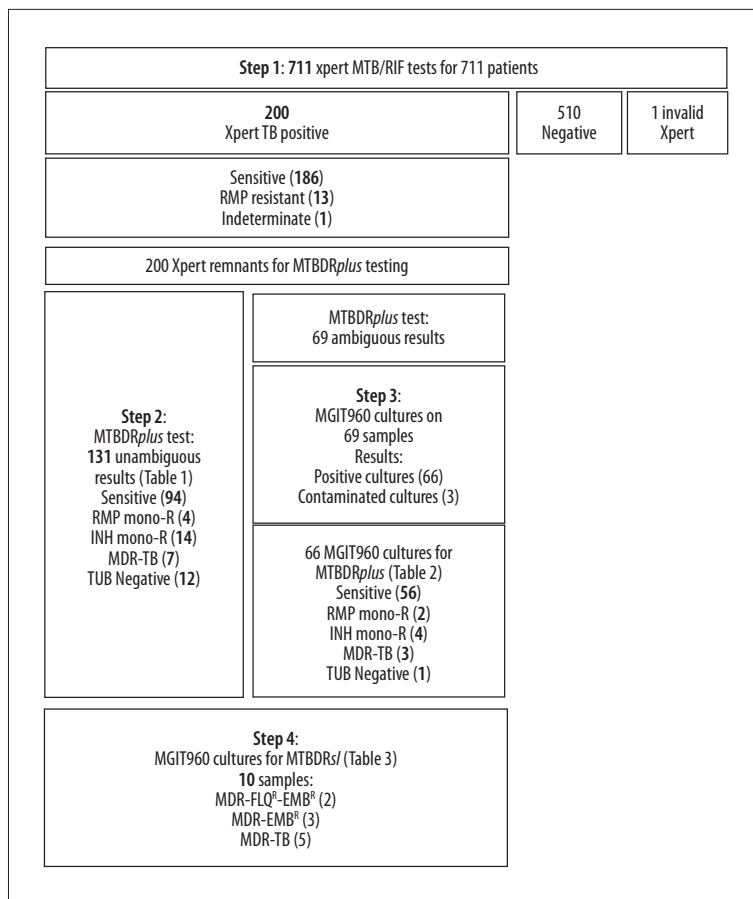 Step 1: 711 xpert MTB/RIF tests for 711 patients
200
Xpert TB positive
510
Negative
1 invalid
Xpert
Sensitive (186)
RMP resistant (13)
Indeterminate (1)
200 Xpert remnants for MTBDRplus testing
Step 2:
MTBDRplus test:
131 unambiguous
results (Table 1)
Sensitive (94)
RMP mono-R (4)
INH mono-R (14)
MDR-TB (7)
TUB Negative (12)
MTBDRplus test:
69 ambiguous results
Step 3:
MGIT960 cultures on
69 samples
Results:
Positive cultures (66)
Contaminated cultures (3)
66 MGIT960 cultures for
MTBDRplus (Table 2)
Sensitive (56)
RMP mono-R (2)
INH mono-R (4)
MDR-TB (3)
TUB Negative (1)
Step 4:
MGIT960 cultures for MTBDRsl (Table 3)
10 samples:
MDR-FLQᴿ-EMBᴿ (2)
MDR-EMBᴿ (3)
MDR-TB (5)